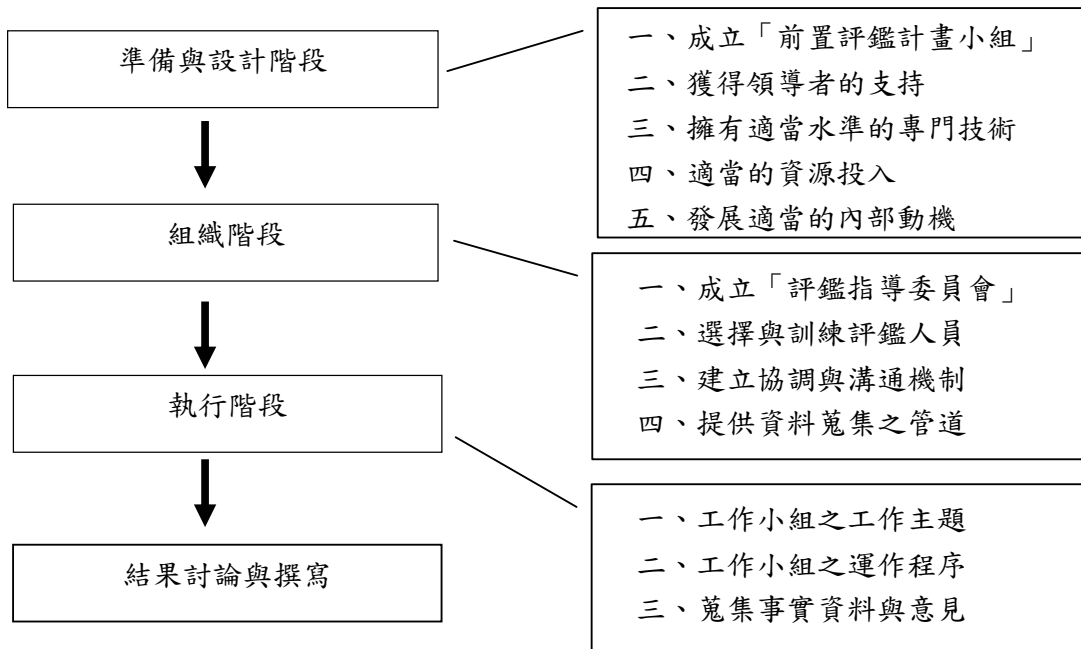 準備與設計階段
一、成立「前置評鑑計畫小組」
二、獲得領導者的支持
三、擁有適當水準的專門技術
四、適當的資源投入
五、發展適當的內部動機
組織階段
一、成立「評鑑指導委員會」
二、選擇與訓練評鑑人員
三、建立協調與溝通機制
四、提供資料蒐集之管道
執行階段
一、工作小組之工作主題
二、工作小組之運作程序
三、蒐集事實資料與意見
結果討論與撰寫